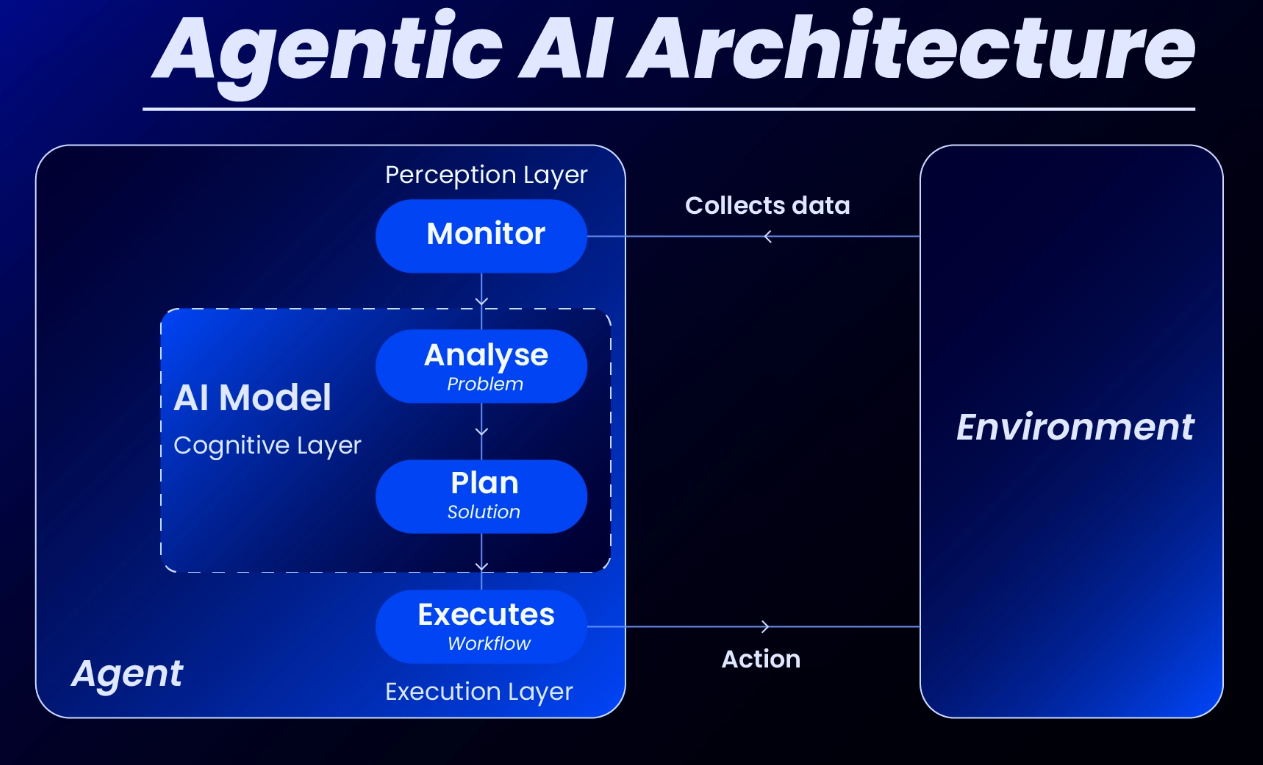 Agentic AI Architecture
Perception Layer
Monitor
Collects data
Analyse
Problem
AI Model
Cognitive Layer
Plan
Solution
Environment
Executes
Workflow
Action
Agent
Execution Layer